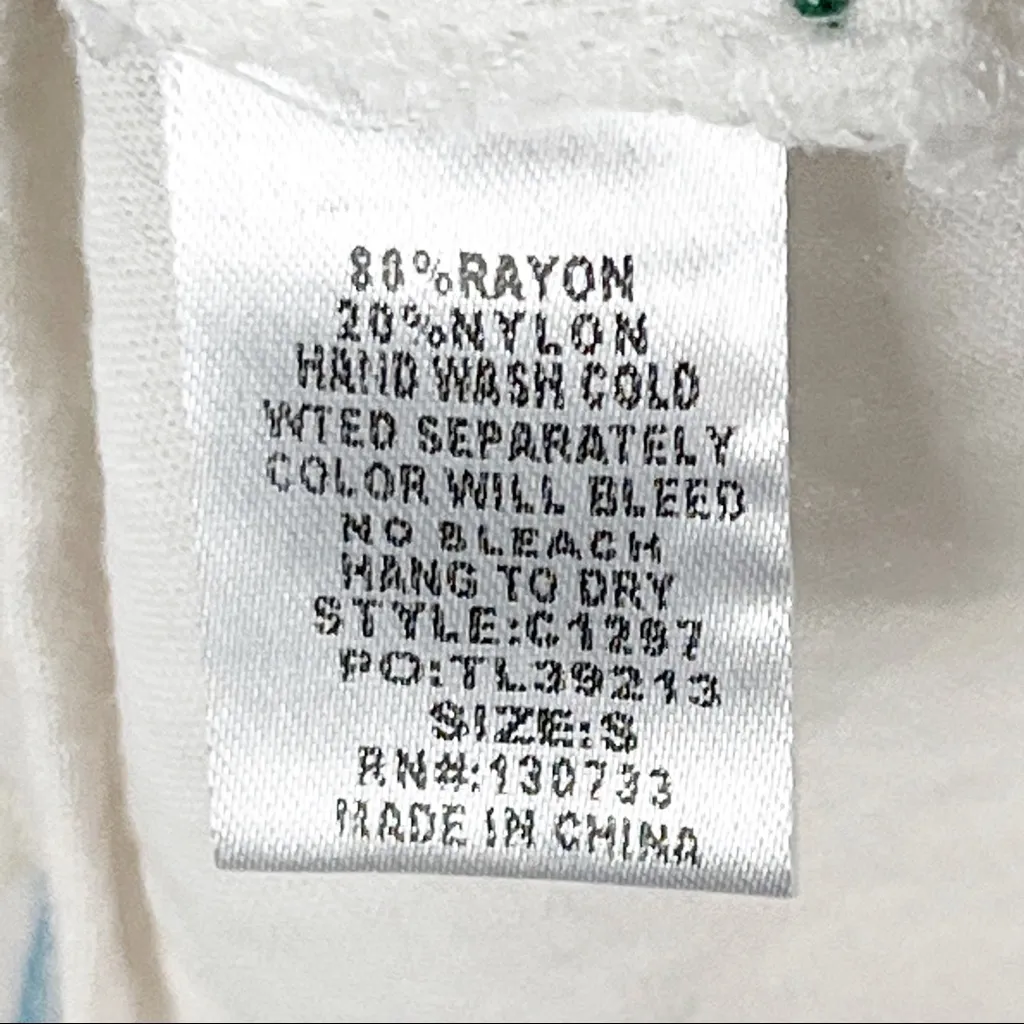 80%RAYON
20%NYLON
HAND WASH COLD
WTED SEPARATELY
COLOR WILL BLEED
NO BLEACH
HANG TO DRY
STYLE:C1297
PO:TL39213
SIZE:S
RN#:130733
MADE IN CHINA